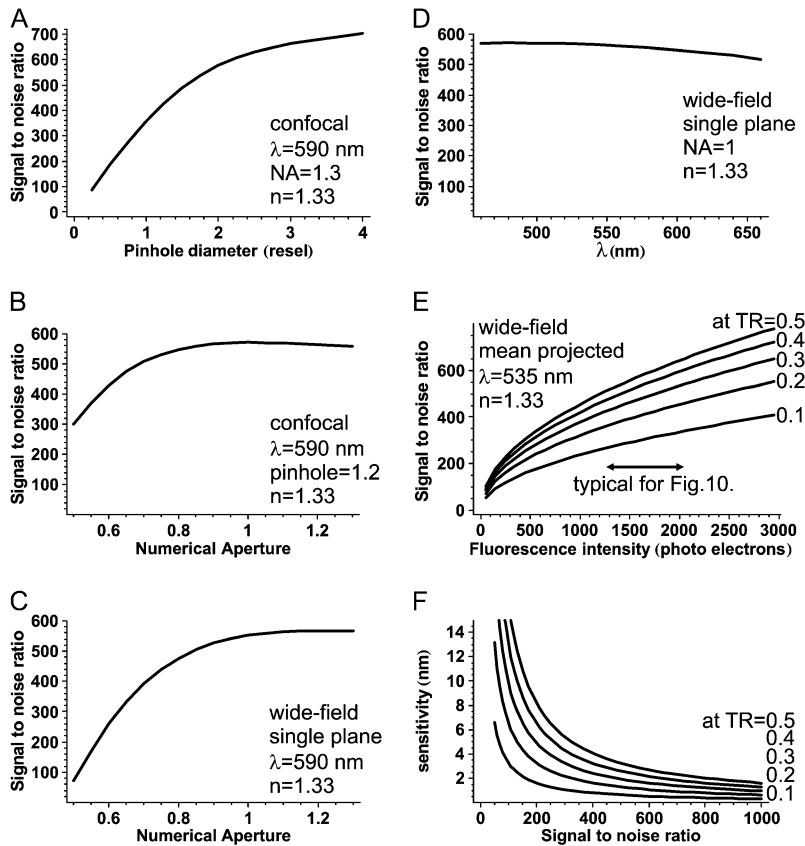 A
Signal to noise ratio
700
600
500
400
300
200
100
0
0 1 2 3 4
Pinhole diameter (resel)
confocal
λ=590 nm
NA=1.3
n=1.33
B
Signal to noise ratio
600
500
400
300
200
100
0.6 0.8 1 1.2
Numerical Aperture
confocal
λ=590 nm
pinhole=1.2
n=1.33
C
Signal to noise ratio
600
500
400
300
200
100
0.6 0.8 1 1.2
Numerical Aperture
wide-field
single plane
λ=590 nm
n=1.33
D
Signal to noise ratio
600
500
400
300
200
100
500 550 600 650
λ(nm)
wide-field
single plane
NA=1
n=1.33
E
Signal to noise ratio
600
400
200
0
0 500 1000 1500 2000 2500 3000
Fluorescence intensity (photo electrons)
wide-field
mean projected
λ=535 nm
n=1.33
at TR=0.5
0.4
0.3
0.2
0.1
typical for Fig.10.
F
sensitivity (nm)
14
12
10
8
6
4
2
0 200 400 600 800 1000
Signal to noise ratio
at TR=0.5
0.4
0.3
0.2
0.1